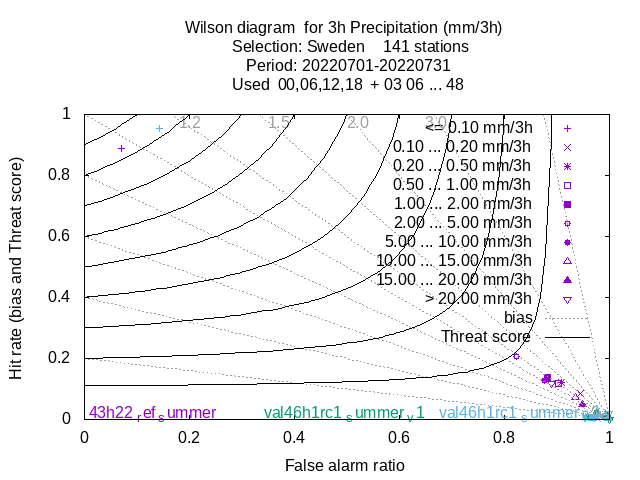 Wilson diagram  for 3h Precipitation (mm/3h)
Selection: Sweden    141 stations
Period: 20220701-20220731
Used  00,06,12,18  + 03 06 ... 48
Hit rate (bias and Threat score)
1
0.8
0.6
0.4
0.2
0
1.2
1.5
2.0
3.0
<= 0.10 mm/3h
0.10 ... 0.20 mm/3h
0.20 ... 0.50 mm/3h
0.50 ... 1.00 mm/3h
1.00 ... 2.00 mm/3h
2.00 ... 5.00 mm/3h
5.00 ... 10.00 mm/3h
10.00 ... 15.00 mm/3h
15.00 ... 20.00 mm/3h
> 20.00 mm/3h
bias
Threat score
43h22_ref_summer
val46h1rc1_summer_v1
val46h1rc1_summer
0
0.2
0.4
0.6
0.8
1
False alarm ratio